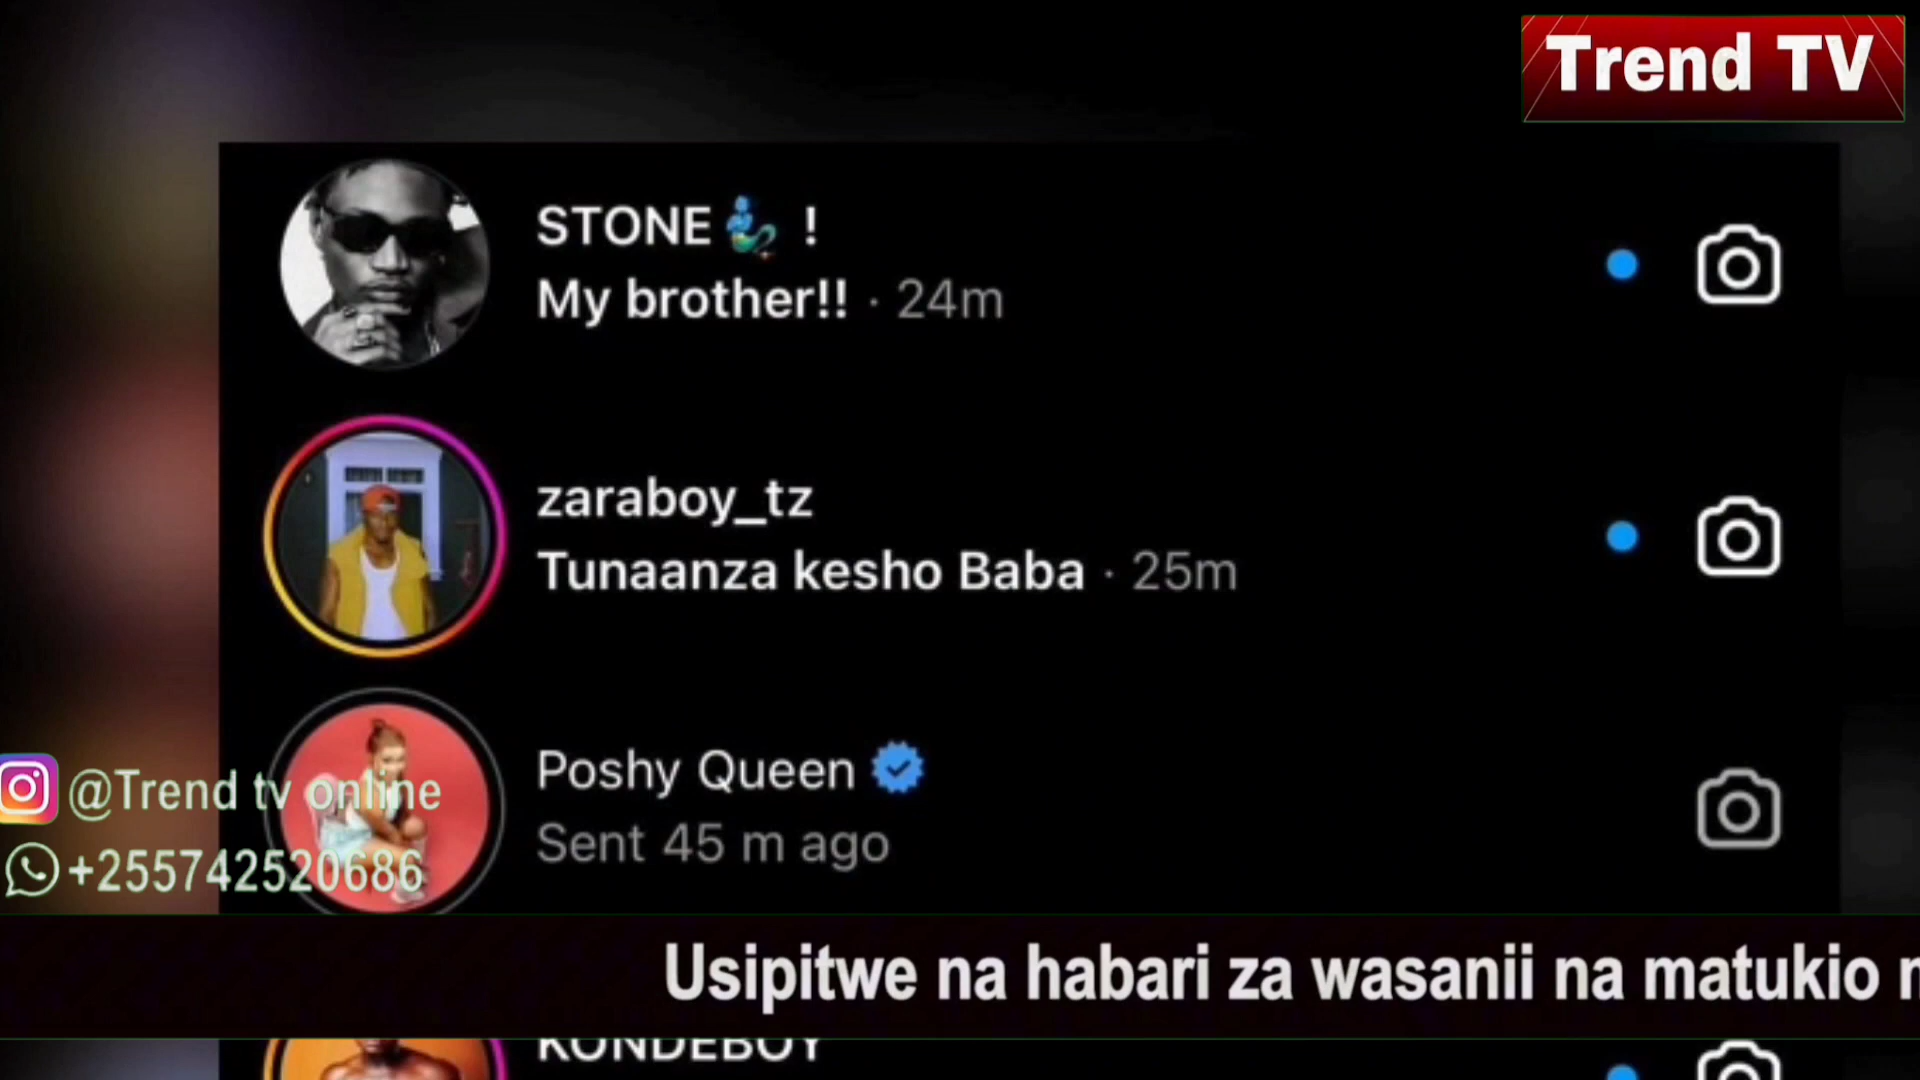 Trend TV
STONE🧞‍♂️ !
My brother!! · 24m
zaraboy_tz
Tunaanza kesho Baba · 25m
Poshy Queen
Sent 45 m ago
@Trend tv online
+255742520686
Usipitwe na habari za wasanii na matukio
KONDEBOY